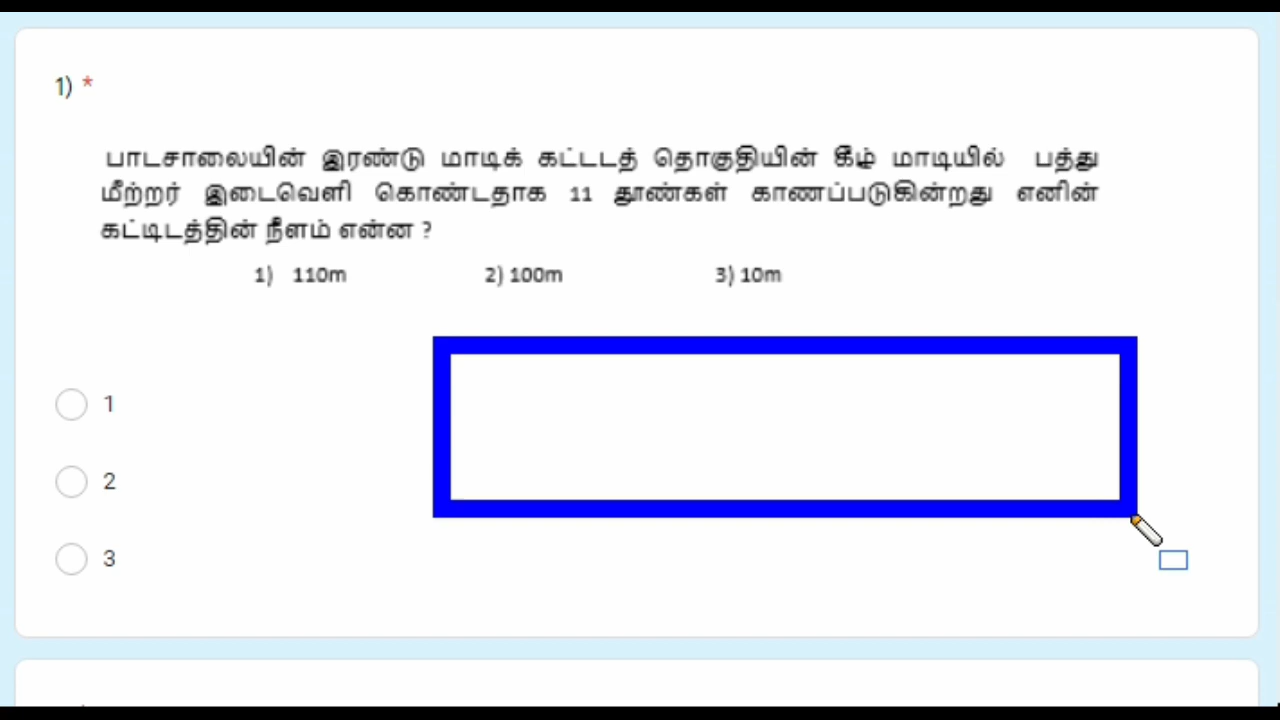 1) *
பாடசாலையின் இரண்டு மாடிக் கட்டடத் தொகுதியின் கீழ் மாடியில் பத்து
மீற்றர் இடைவெளி கொண்டதாக 11 தூண்கள் காணப்படுகின்றது எனின்
கட்டிடத்தின் நீளம் என்ன ?
1) 110m 2) 100m 3) 10m
1
2
3